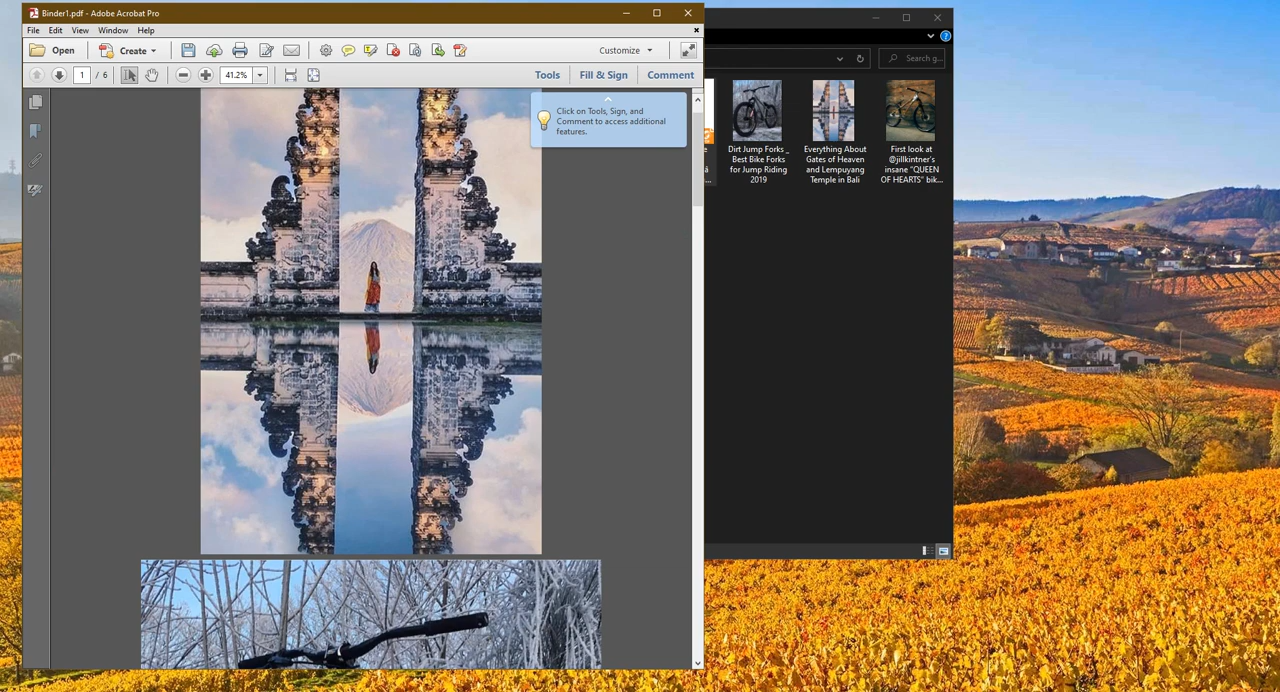 Binder1.pdf - Adobe Acrobat Pro
File Edit View Window Help
Open Create Customize
1 / 6 41.2% Tools Fill & Sign Comment
Click on Tools, Sign, and
Comment to access additional
features.
Search g...
Dirt Jump Forks _
Best Bike Forks
for Jump Riding
2019
Everything About
Gates of Heaven
and Lempuyang
Temple in Bali
First look at
@jillkintner's
insane "QUEEN
OF HEARTS" bik...